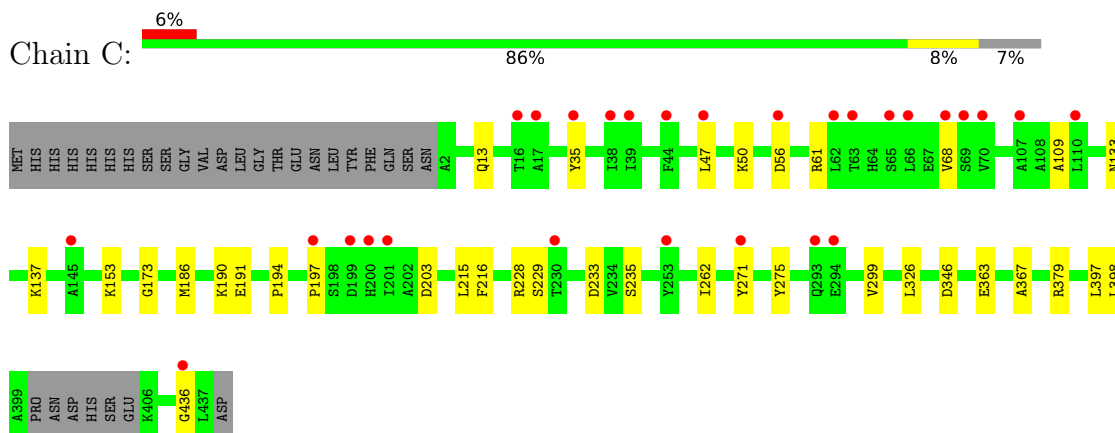 6%
Chain C:
86% 8% 7%
MET HIS HIS HIS HIS HIS HIS SER SER GLY VAL ASP LEU GLY THR GLU ASN LEU TYR PHE GLN SER ASN A2 Q13 T16 A17 Y35 I38 I39 F44 L47 K50 D56 R61 L62 T63 H64 S65 L66 E67 V68 S69 V70 A107 A108 A109 L110 N133
K137 A145 K153 G173 M186 K190 E191 P194 P197 S198 D199 H200 I201 A202 D203 L215 F216 R228 S229 T230 D233 V234 S235 Y253 I262 Y271 Y275 Q293 E294 V299 L326 D346 E363 A367 R379 L397 L398
A399 PRO ASN ASP HIS SER GLU K406 G436 L437 ASP